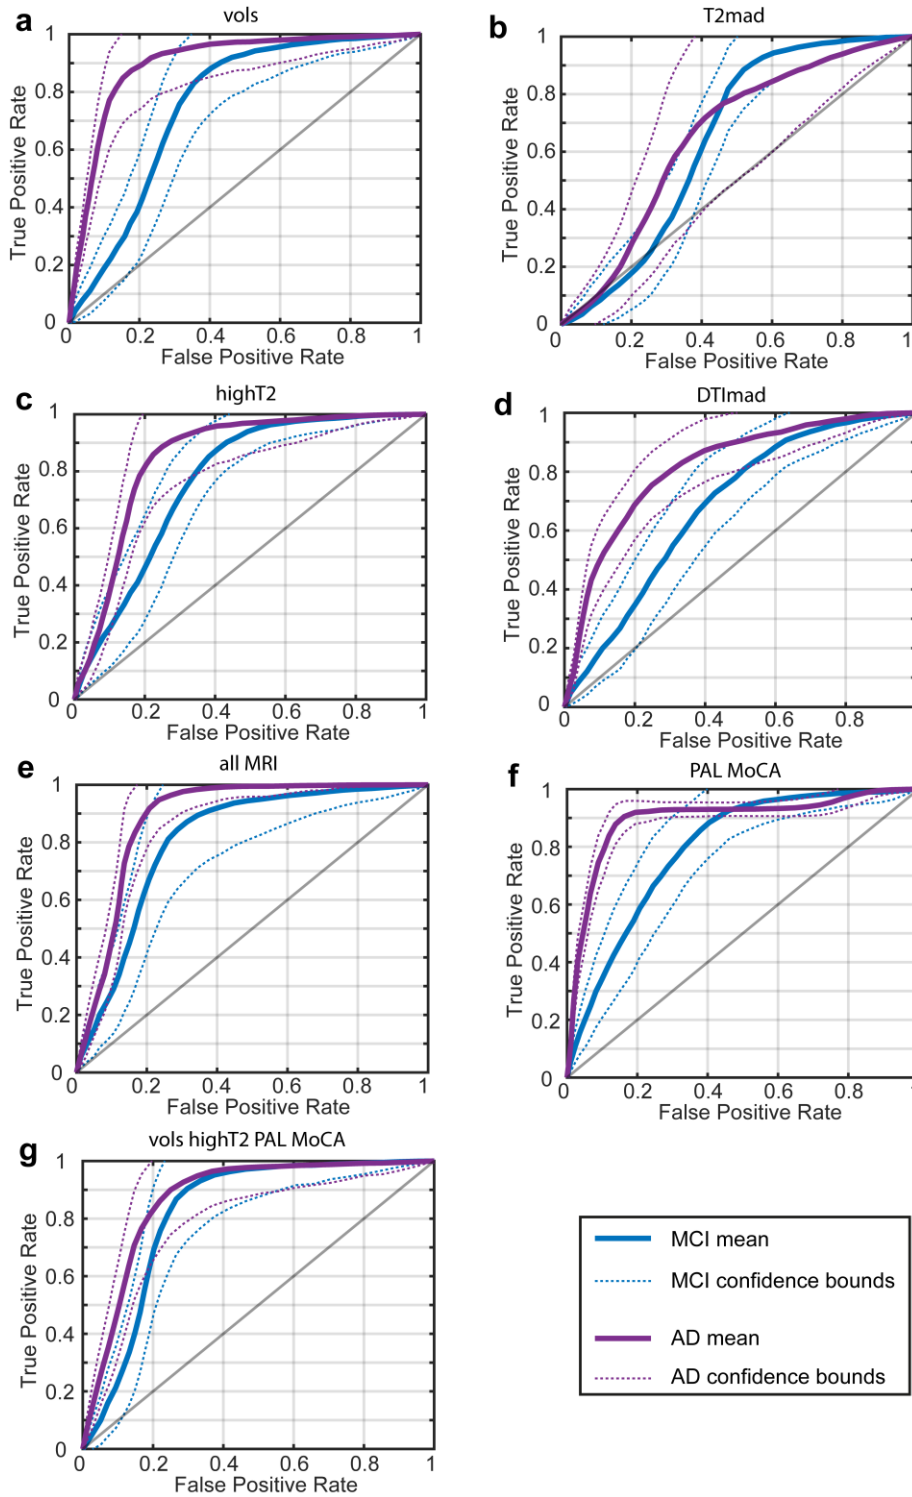 a
vols
1
0.8
0.6
0.4
0.2
0
0 0.2 0.4 0.6 0.8 1
True Positive Rate
False Positive Rate
b
T2mad
1
0.8
0.6
0.4
0.2
0
0 0.2 0.4 0.6 0.8 1
True Positive Rate
False Positive Rate
c
highT2
1
0.8
0.6
0.4
0.2
0
0 0.2 0.4 0.6 0.8 1
True Positive Rate
False Positive Rate
d
DTImad
1
0.8
0.6
0.4
0.2
0
0 0.2 0.4 0.6 0.8
True Positive Rate
False Positive Rate
e
all MRI
1
0.8
0.6
0.4
0.2
0
0 0.2 0.4 0.6 0.8 1
True Positive Rate
False Positive Rate
f
PAL MoCA
1
0.8
0.6
0.4
0.2
0
0 0.2 0.4 0.6 0.8
True Positive Rate
False Positive Rate
g
vols highT2 PAL MoCA
1
0.8
0.6
0.4
0.2
0
0 0.2 0.4 0.6 0.8 1
True Positive Rate
False Positive Rate
MCI mean
MCI confidence bounds
AD mean
AD confidence bounds